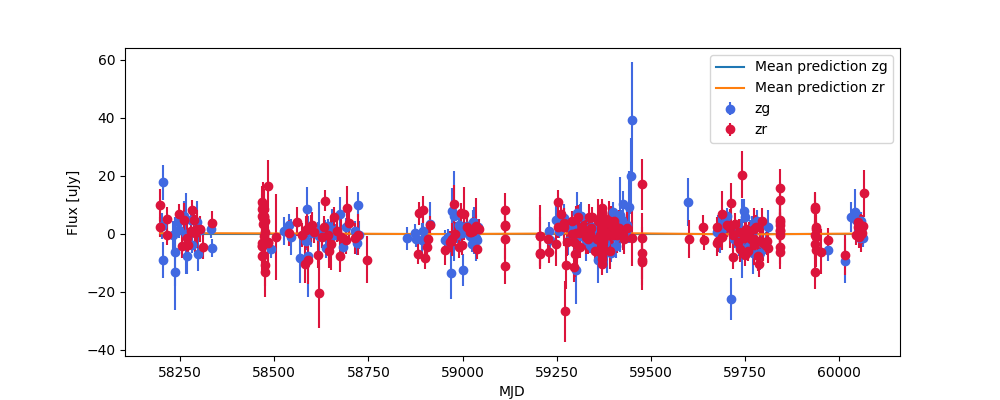 60
40
20
0
−20
−40
Flux [uJy]
58250
58500
58750
59000
59250
59500
59750
60000
MJD
Mean prediction zg
Mean prediction zr
zg
zr